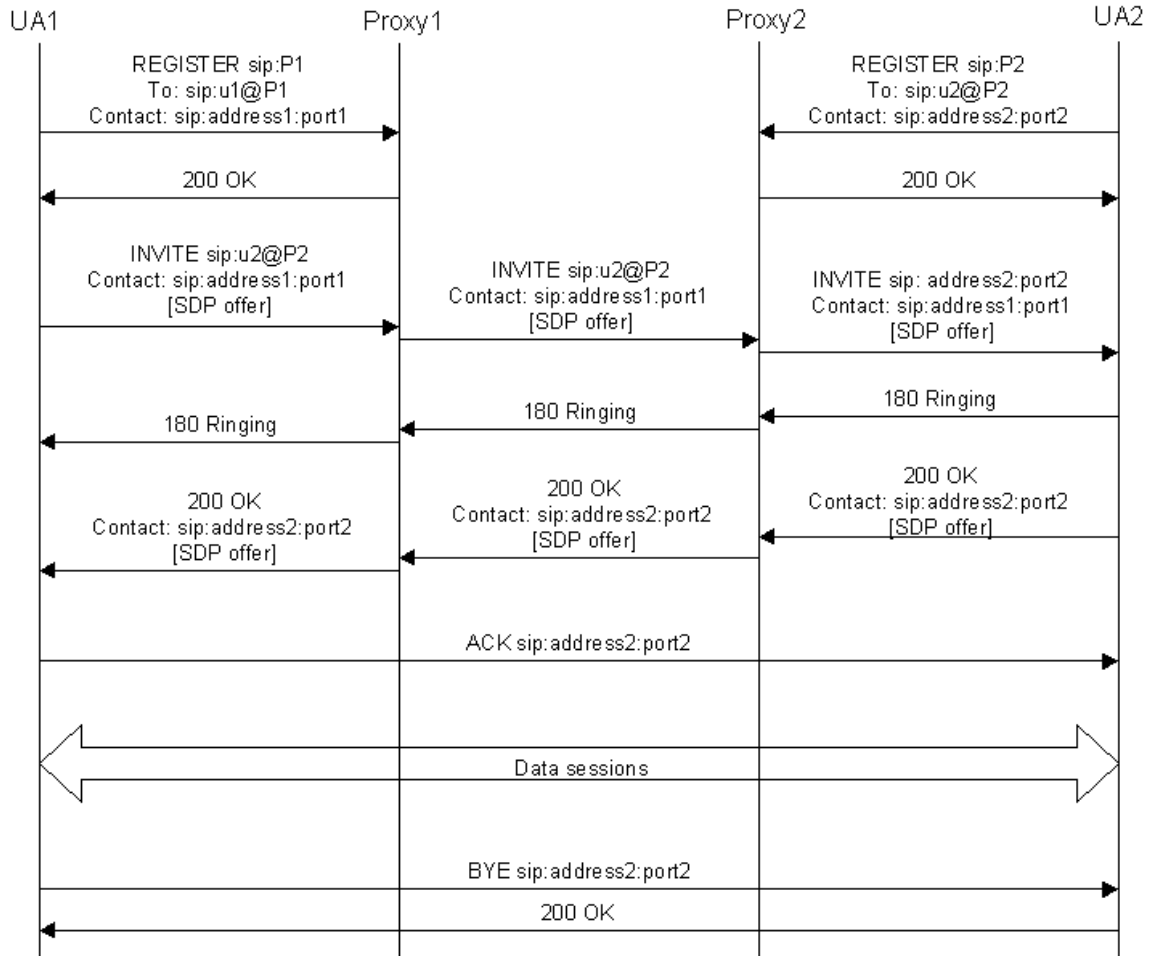 UA1
Proxy1
Proxy2
UA2
REGISTER sip:P1
To: sip:u1@P1
Contact: sip:address1:port1
REGISTER sip:P2
To: sip:u2@P2
Contact: sip:address2:port2
200 OK
200 OK
INVITE sip:u2@P2
Contact: sip:address1:port1
[SDP offer]
INVITE sip:u2@P2
Contact: sip:address1:port1
[SDP offer]
INVITE sip: address2:port2
Contact: sip:address1:port1
[SDP offer]
180 Ringing
180 Ringing
180 Ringing
200 OK
Contact: sip:address2:port2
[SDP offer]
200 OK
Contact: sip:address2:port2
[SDP offer]
200 OK
Contact: sip:address2:port2
[SDP offer]
ACK sip:address2:port2
Data sessions
BYE sip:address2:port2
200 OK